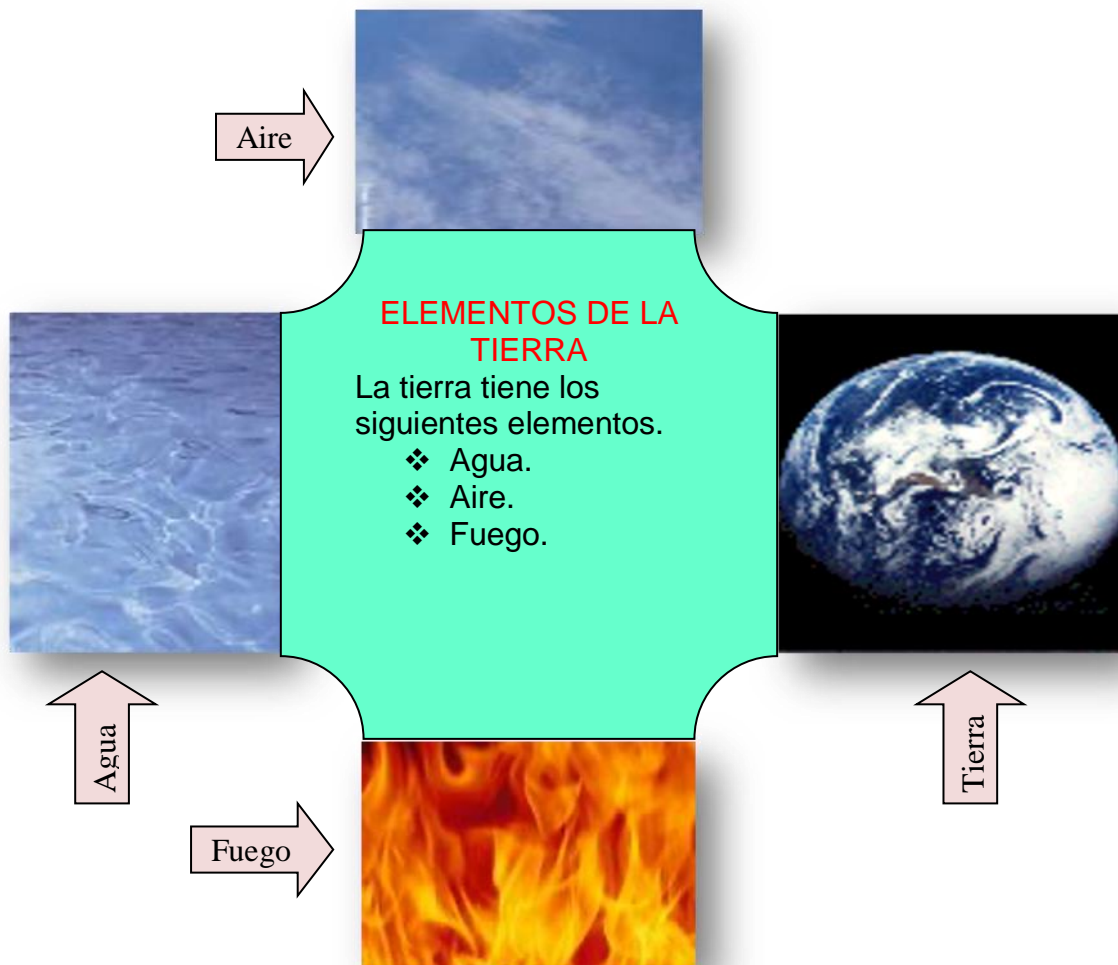 Aire
ELEMENTOS DE LA
TIERRA
La tierra tiene los
siguientes elementos.
❖ Agua.
❖ Aire.
❖ Fuego.
Agua
Tierra
Fuego